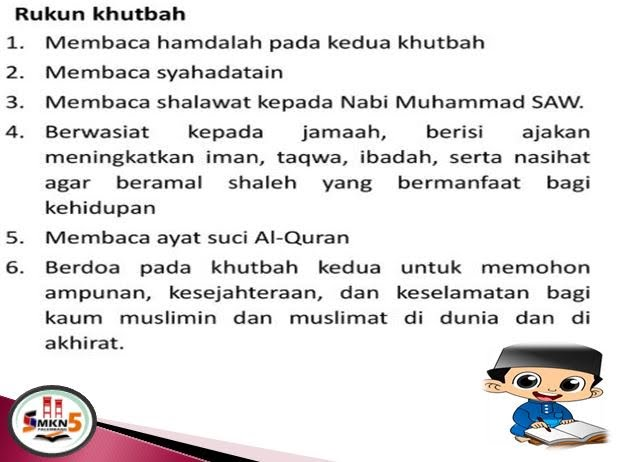 Rukun khutbah
1. Membaca hamdalah pada kedua khutbah
2. Membaca syahadatain
3. Membaca shalawat kepada Nabi Muhammad SAW.
4. Berwasiat kepada jamaah, berisi ajakan
meningkatkan iman, taqwa, ibadah, serta nasihat
agar beramal shaleh yang bermanfaat bagi
kehidupan
5. Membaca ayat suci Al-Quran
6. Berdoa pada khutbah kedua untuk memohon
ampunan, kesejahteraan, dan keselamatan bagi
kaum muslimin dan muslimat di dunia dan di
akhirat.
SMKN 5
PALEMBANG